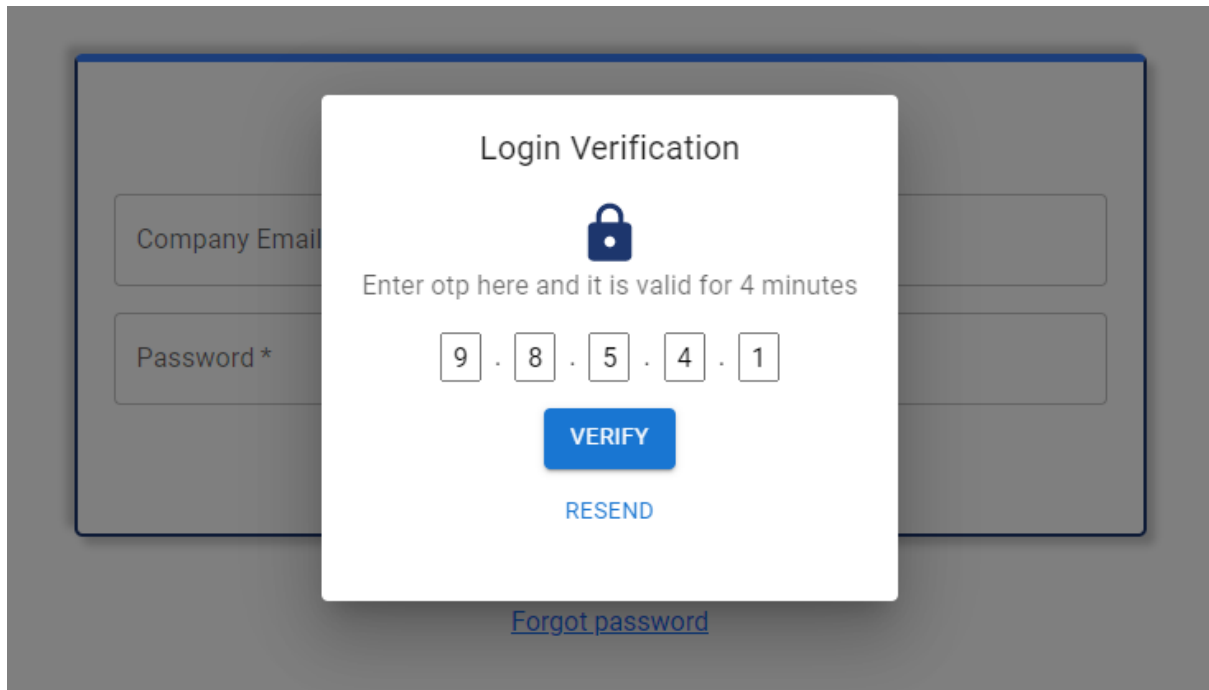 Login Verification
Company Email
Enter otp here and it is valid for 4 minutes
Password *
9 . 8 . 5 . 4 . 1
VERIFY
RESEND
Forgot password